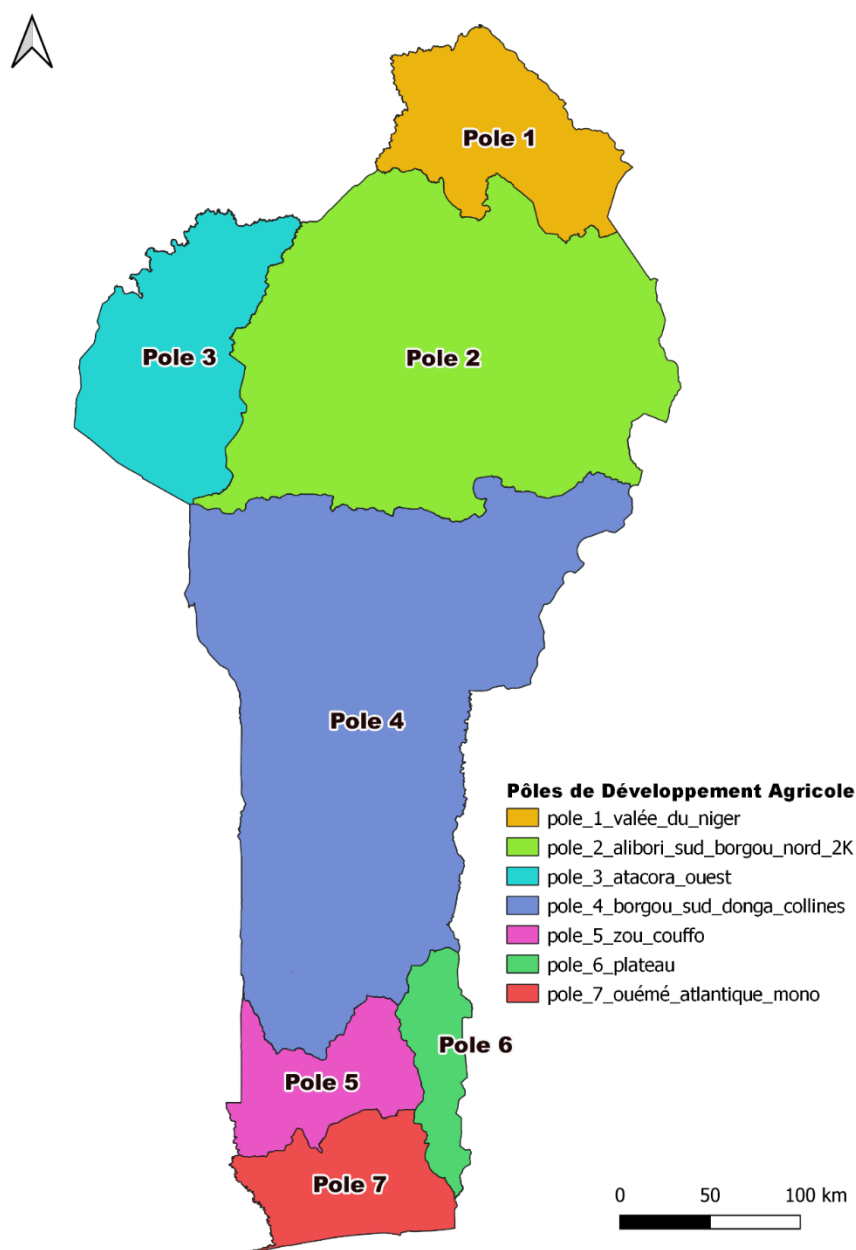 Pole 1
Pole 3
Pole 2
Pole 4
Pôles de Développement Agricole
pole_1_valée_du_niger
pole_2_alibori_sud_borgou_nord_2K
pole_3_atacora_ouest
pole_4_borgou_sud_donga_collines
pole_5_zou_couffo
pole_6_plateau
pole_7_ouémé_atlantique_mono
Pole 6
Pole 5
Pole 7
0 50 100 km